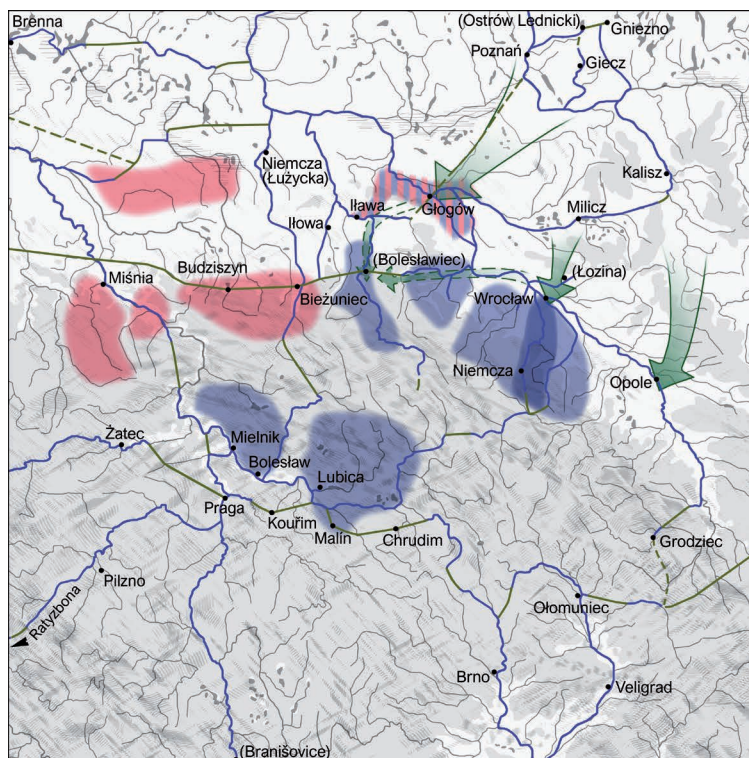 Brenna
(Ostrów Lednicki)
Gniezno
Poznań
Giecz
Niemcza
(Łużycka)
Kalisz
Iława
Głogów
Milicz
Iłowa
(Bolesławiec)
(Łozina)
Miśnia
Budziszyn
Bieżuniec
Wrocław
Niemcza
Opole
Żatec
Mielnik
Bolesław
Lubica
Praga
Kouřim
Malín
Chrudim
Grodziec
Pilzno
Ratyzbona
Ołomuniec
Brno
Veligrad
(Branišovice)